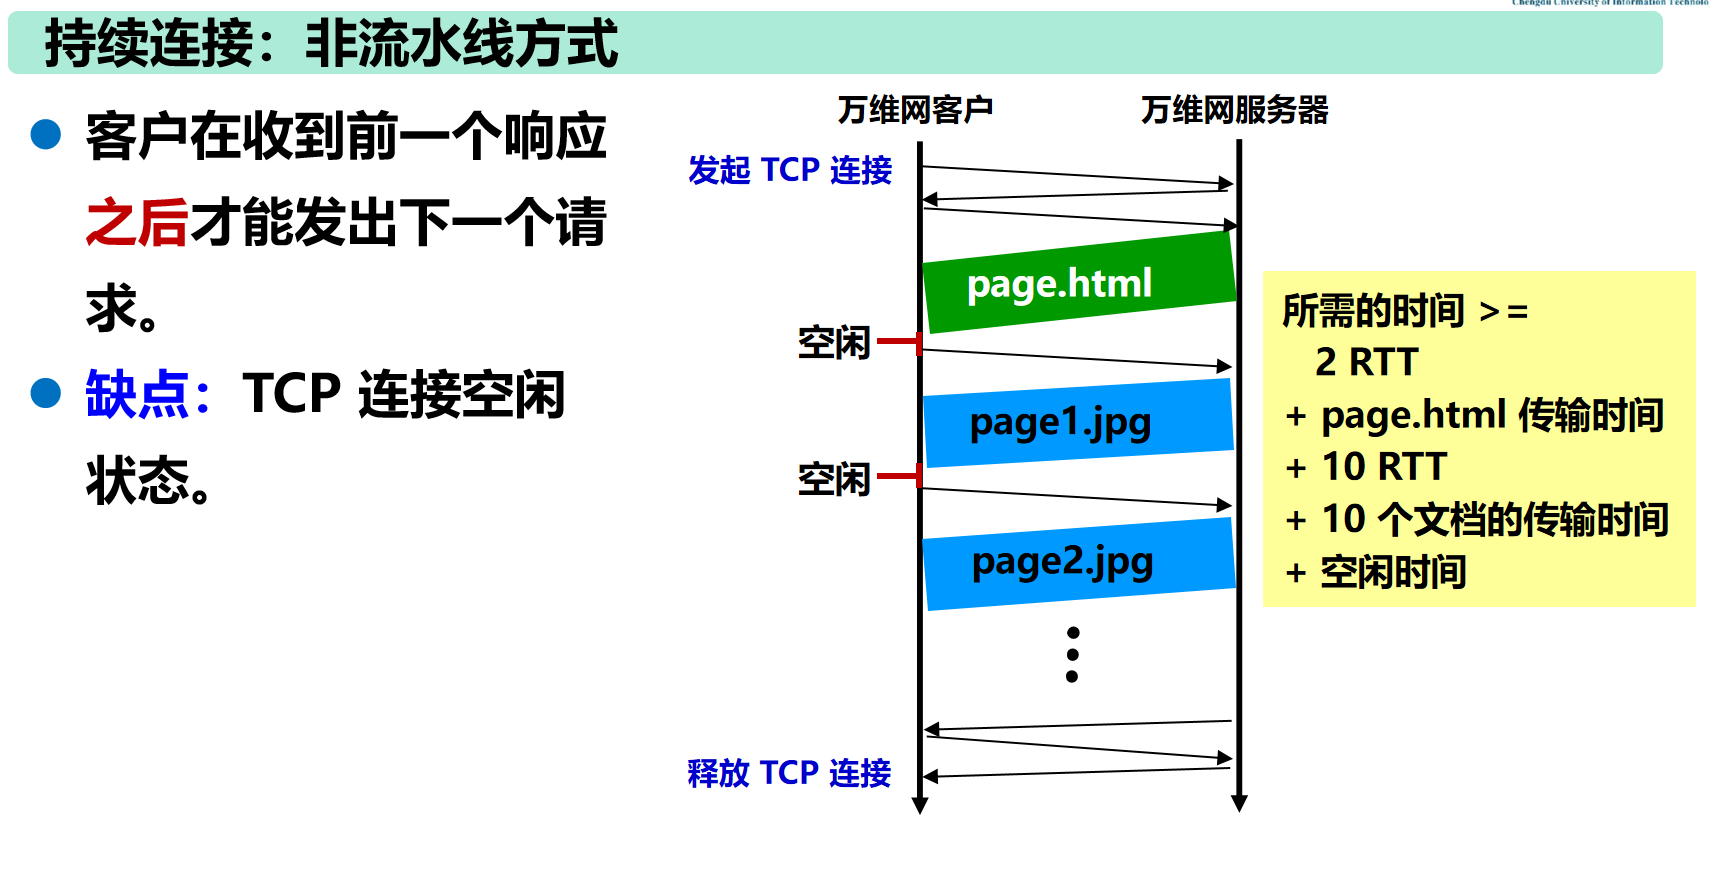 Chengdu University of Information Technolo
持续连接：非流水线方式
客户在收到前一个响应
之后才能发出下一个请
求。
缺点：TCP 连接空闲
状态。
万维网客户
万维网服务器
发起 TCP 连接
page.html
空闲
page1.jpg
空闲
page2.jpg
释放 TCP 连接
所需的时间 >=
2 RTT
+ page.html 传输时间
+ 10 RTT
+ 10 个文档的传输时间
+ 空闲时间